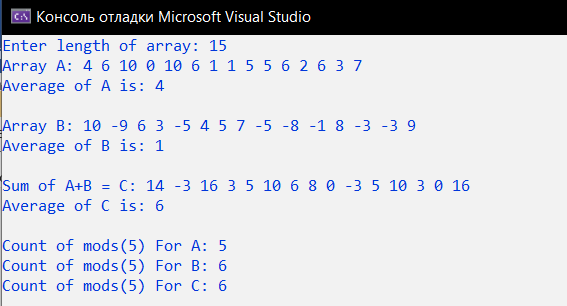 C:\ Консоль отладки Microsoft Visual Studio
Enter length of array: 15
Array A: 4 6 10 0 10 6 1 1 5 5 6 2 6 3 7
Average of A is: 4
Array B: 10 -9 6 3 -5 4 5 7 -5 -8 -1 8 -3 -3 9
Average of B is: 1
Sum of A+B = C: 14 -3 16 3 5 10 6 8 0 -3 5 10 3 0 16
Average of C is: 6
Count of mods(5) For A: 5
Count of mods(5) For B: 6
Count of mods(5) For C: 6